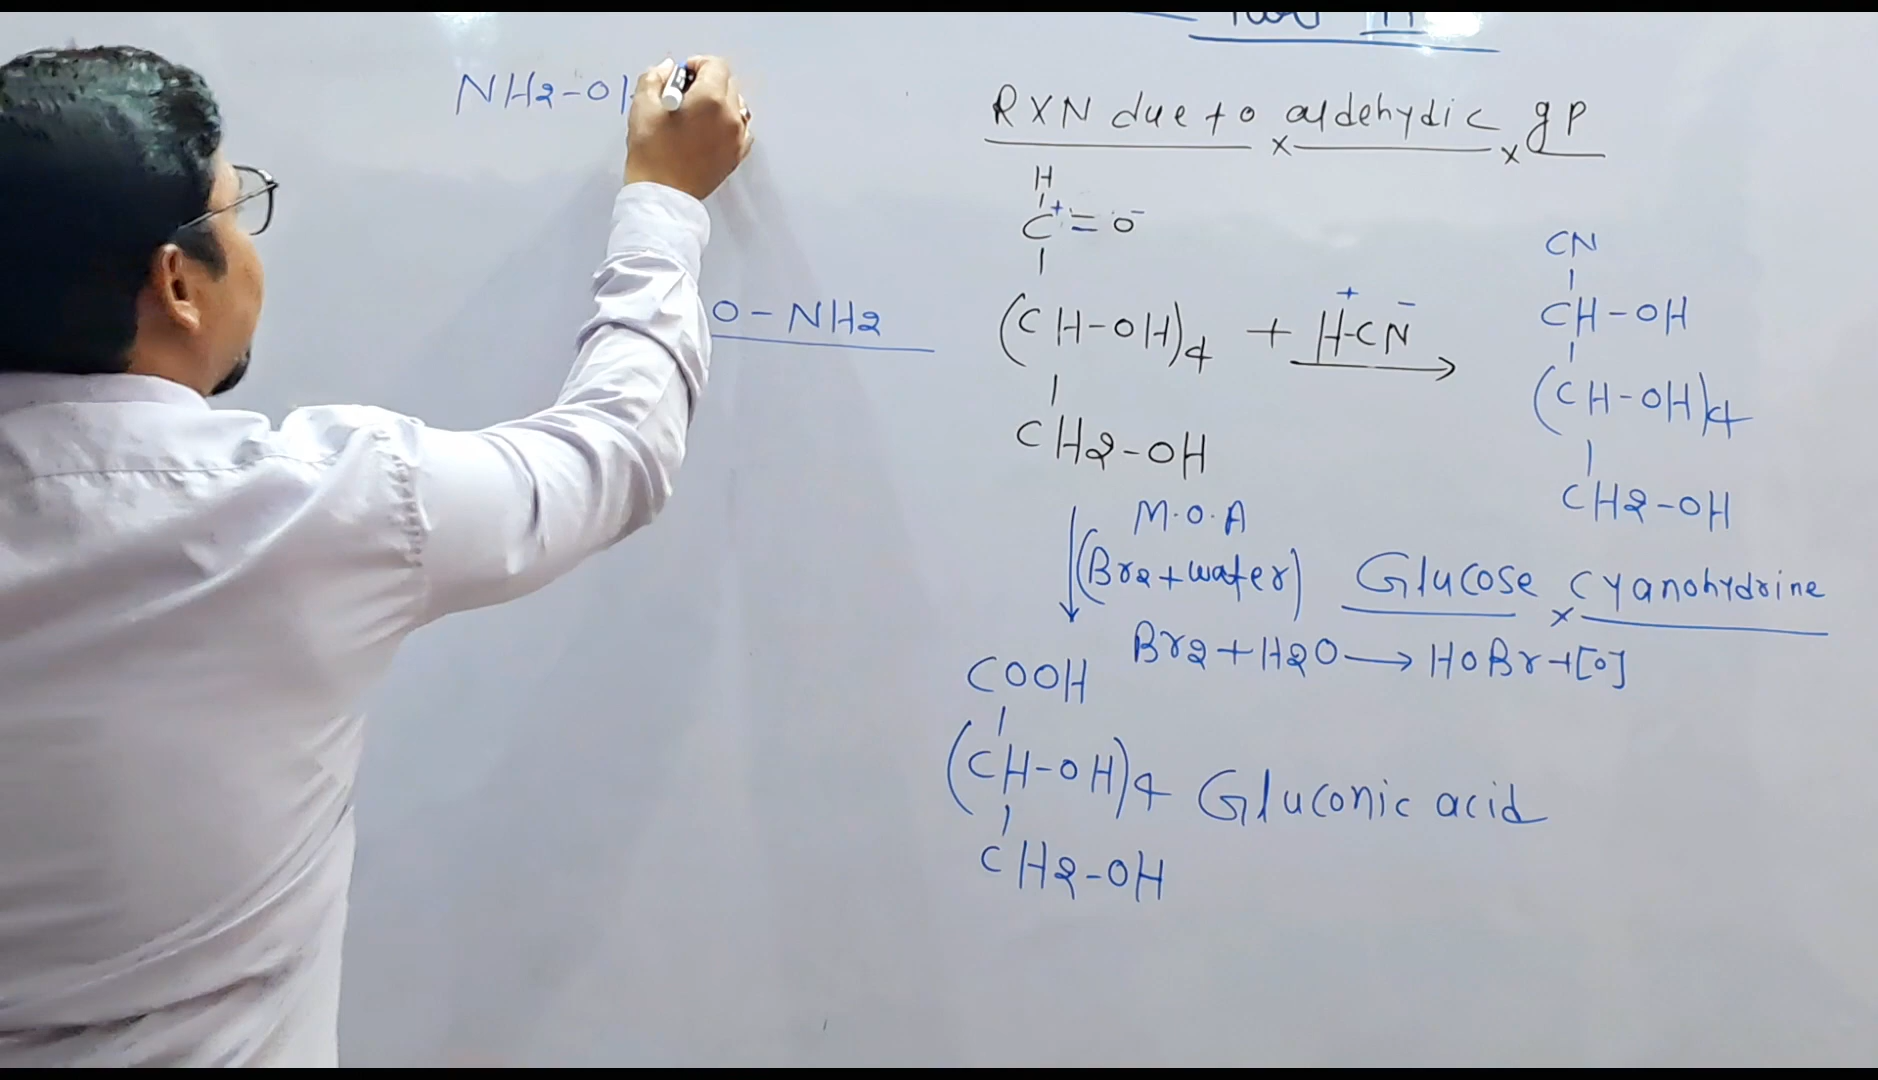 NH2-OH
O-NH2
RXN due to aldehydic gp
H
C+ = O-
(CH-OH)4 + H+-CN-
CH2-OH
CN
CH-OH
(CH-OH)4
CH2-OH
M.O.A
(Br2+water)
Glucose cyanohydrine
Br2+H2O→HOBr+[O]
COOH
(CH-OH)4 Gluconic acid
CH2-OH